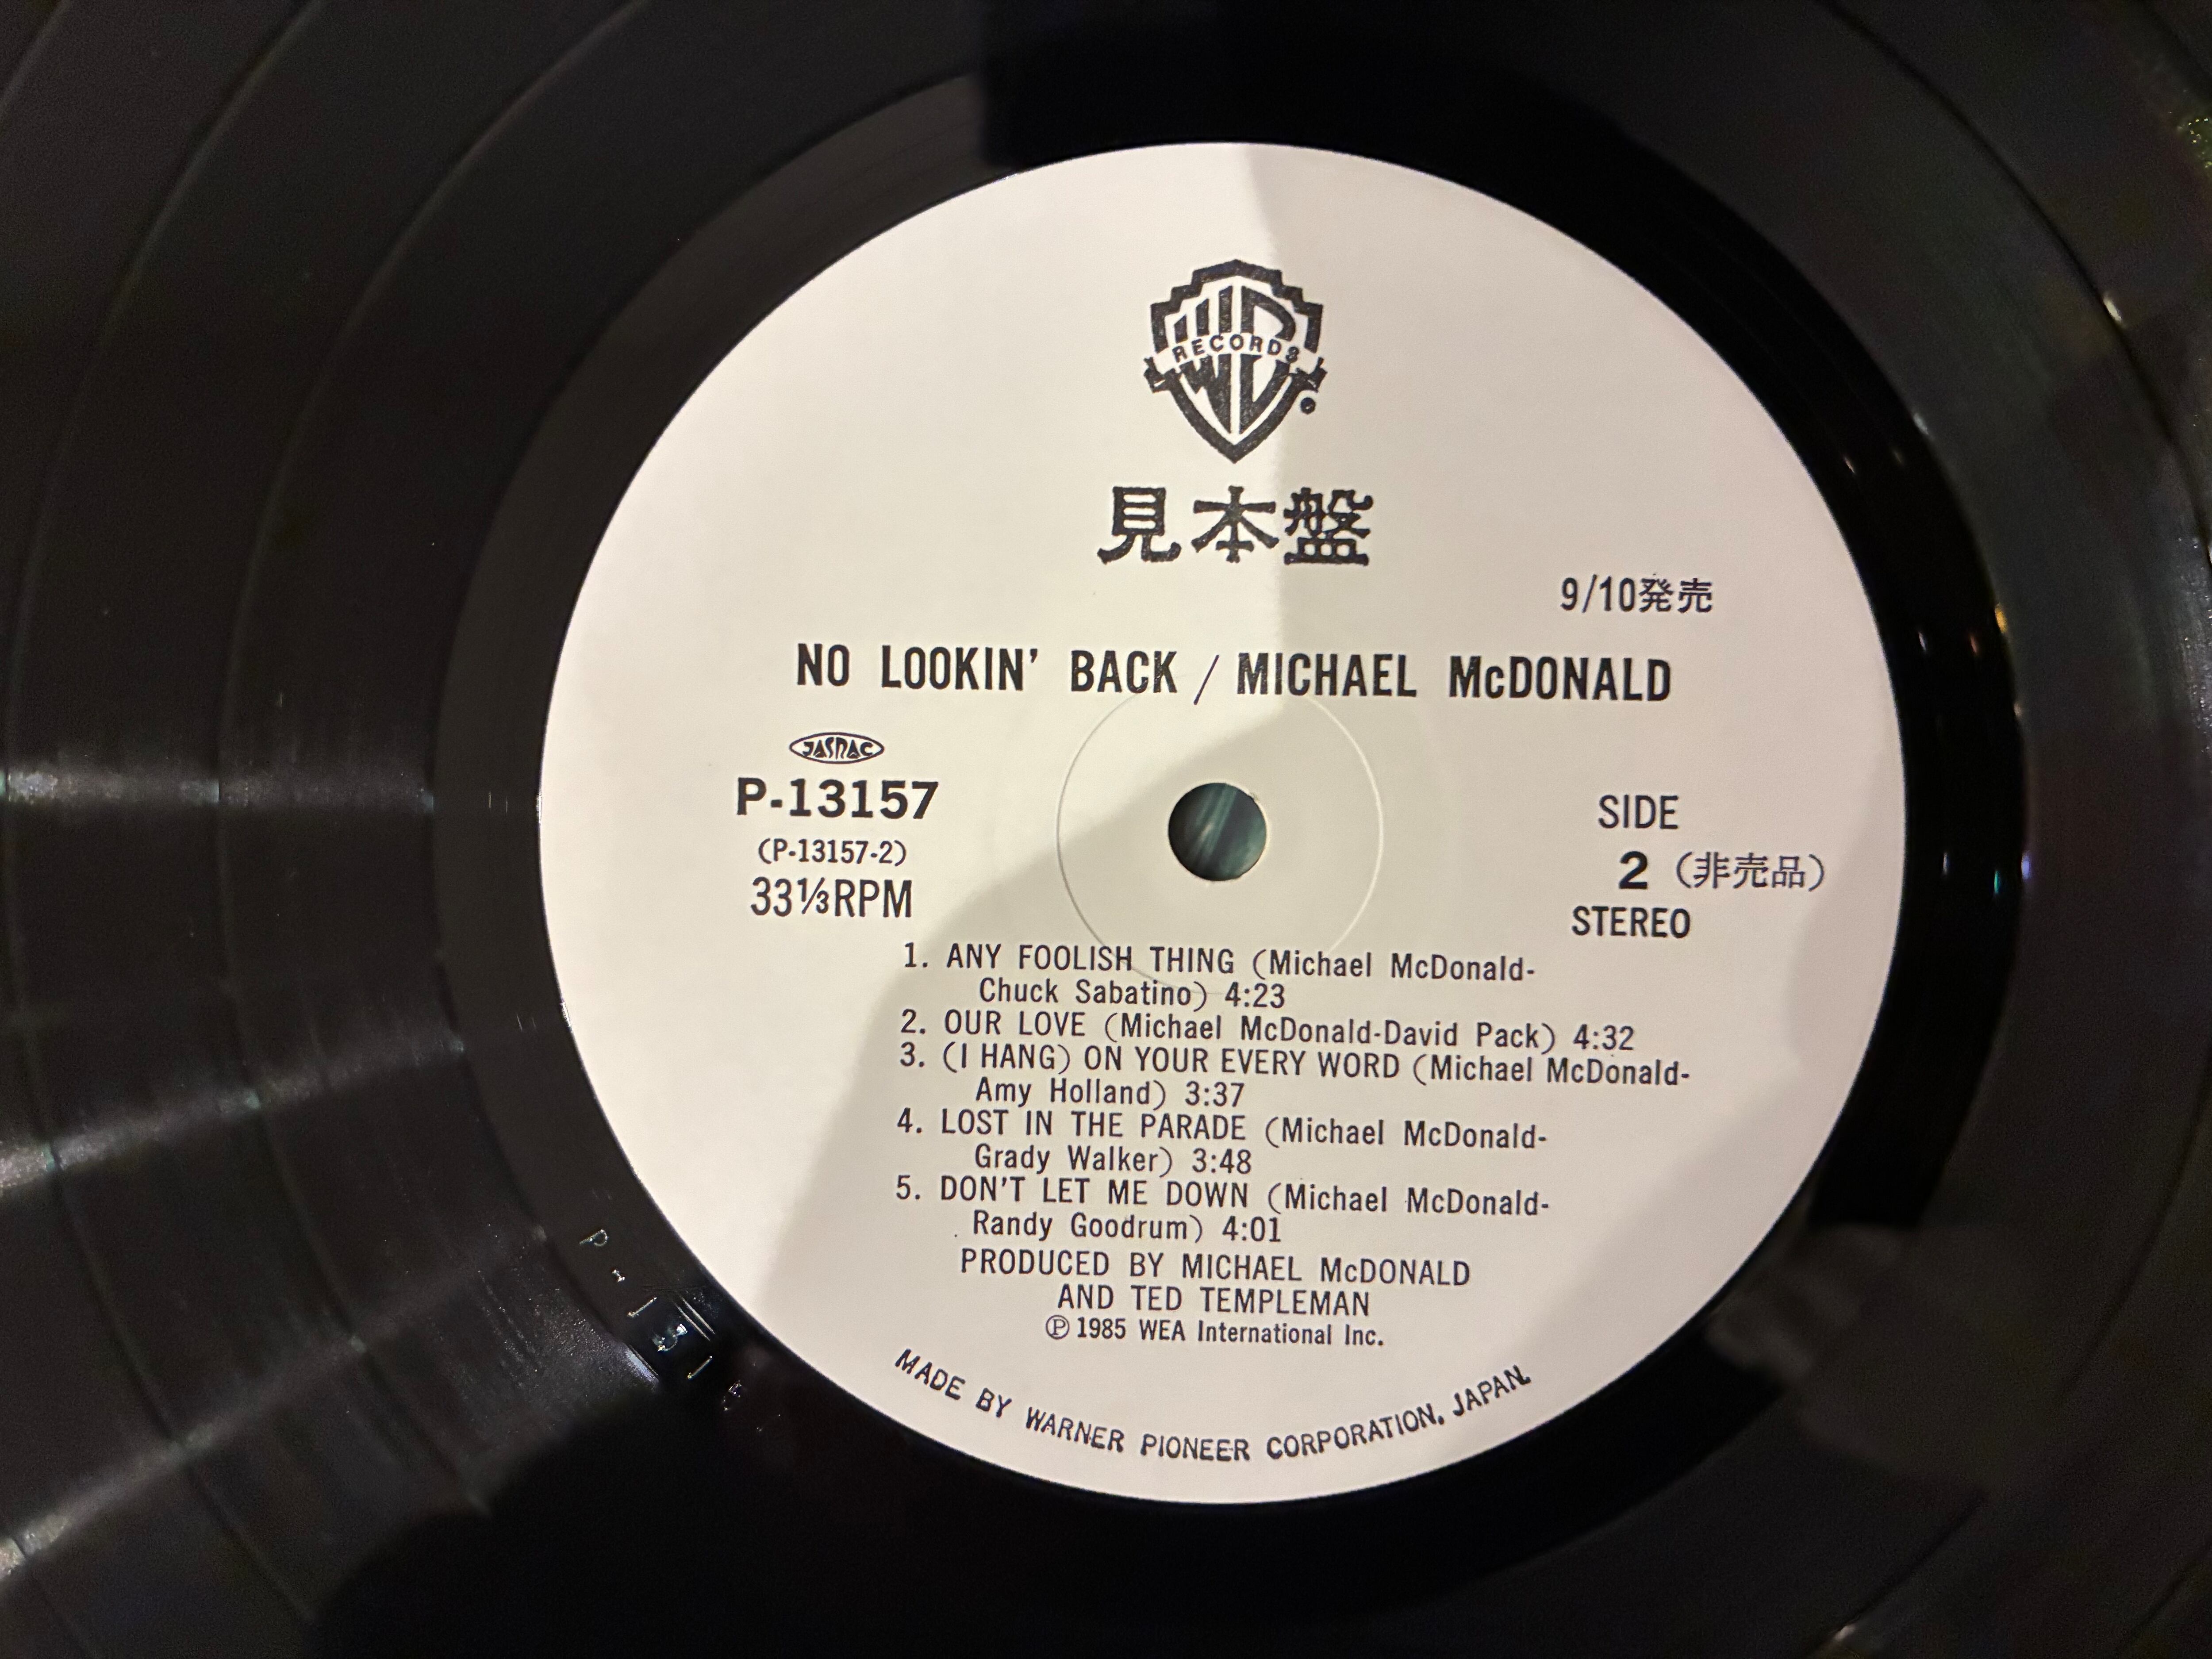 RECORDS
見本盤
9/10発売
NO LOOKIN' BACK / MICHAEL McDONALD
JASRAC
P-13157
(P-13157-2)
33⅓RPM
SIDE
2 (非売品)
STEREO
1. ANY FOOLISH THING (Michael McDonald-
Chuck Sabatino) 4:23
2. OUR LOVE (Michael McDonald-David Pack) 4:32
3. (I HANG) ON YOUR EVERY WORD (Michael McDonald-
Amy Holland) 3:37
4. LOST IN THE PARADE (Michael McDonald-
Grady Walker) 3:48
5. DON'T LET ME DOWN (Michael McDonald-
Randy Goodrum) 4:01
PRODUCED BY MICHAEL McDONALD
AND TED TEMPLEMAN
℗ 1985 WEA International Inc.
MADE BY WARNER PIONEER CORPORATION, JAPAN.